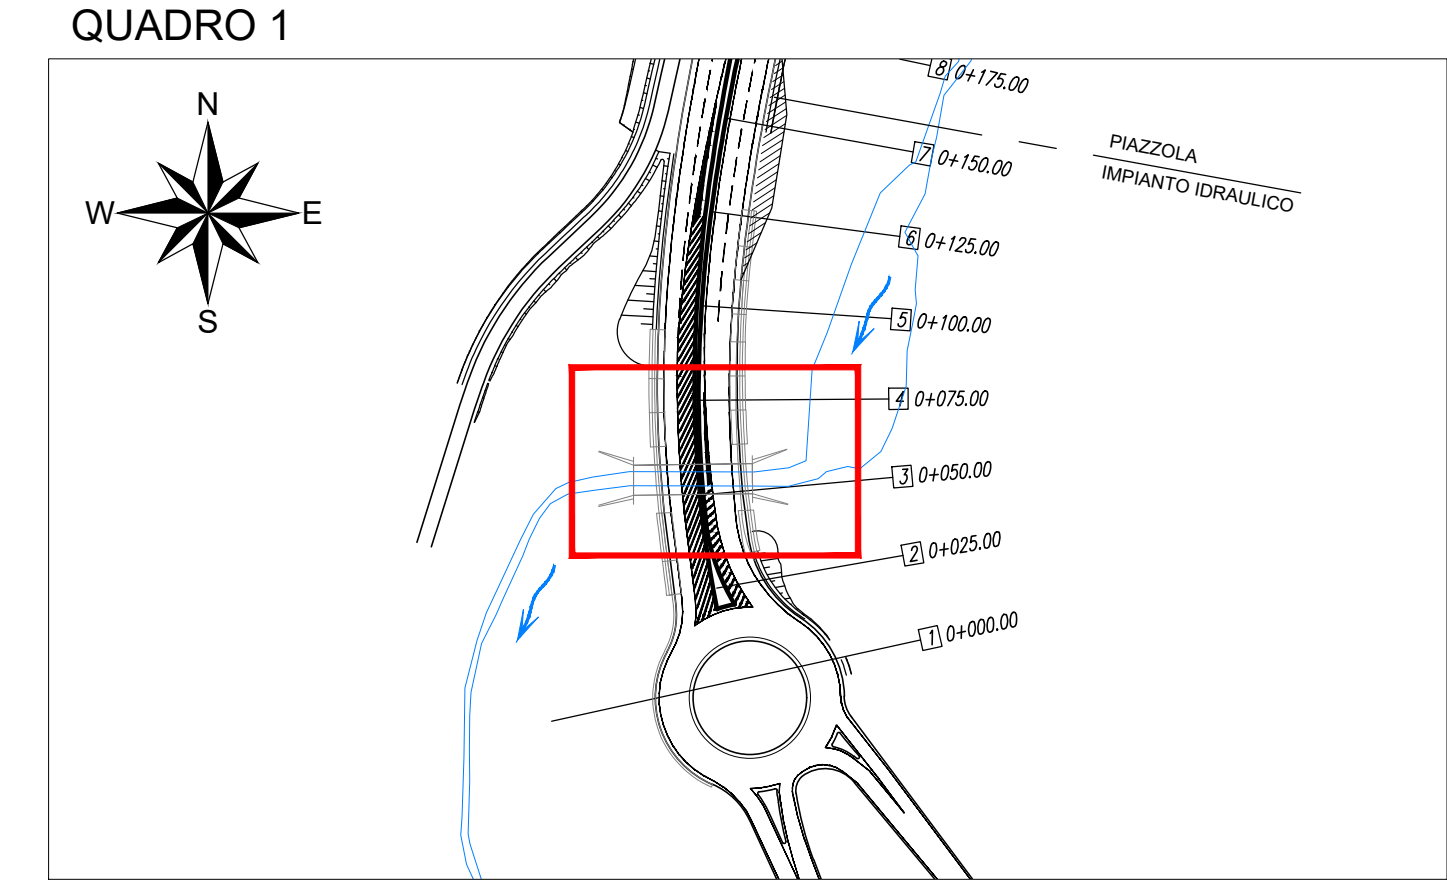 QUADRO 1
N
W
E
S
8 0+175.00
7 0+150.00
PIAZZOLA
IMPIANTO IDRAULICO
6 0+125.00
5 0+100.00
4 0+075.00
3 0+050.00
2 0+025.00
1 0+000.00